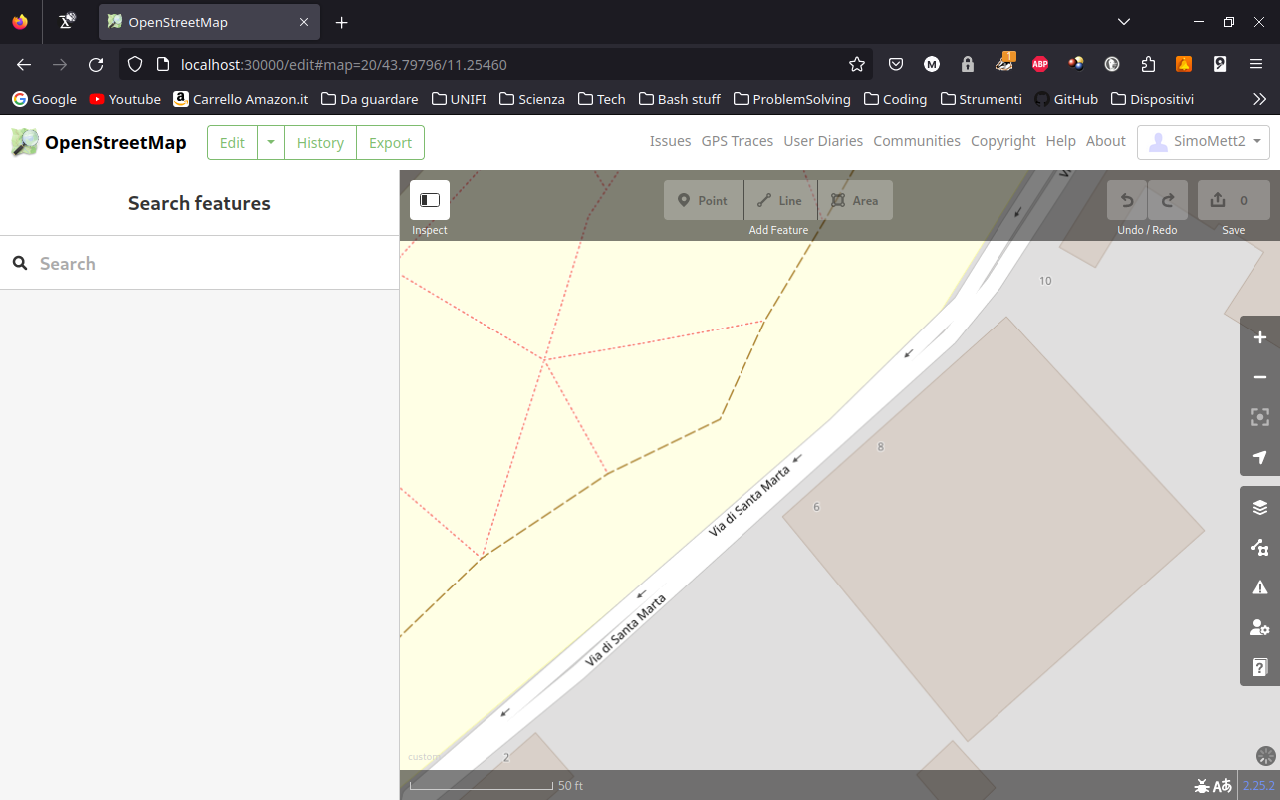 OpenStreetMap
localhost:30000/edit#map=20/43.79796/11.25460
Google
Youtube
Carrello Amazon.it
Da guardare
UNIFI
Scienza
Tech
Bash stuff
ProblemSolving
Coding
Strumenti
GitHub
Dispositivi
OpenStreetMap
Edit
History
Export
Issues
GPS Traces
User Diaries
Communities
Copyright
Help
About
SimoMett2
Search features
Search
Inspect
Point
Line
Area
Add Feature
Undo / Redo
0
Save
ABP
M
10
8
6
Via di Santa Marta
Via di Santa Marta
2
custom
50 ft
2.25.2